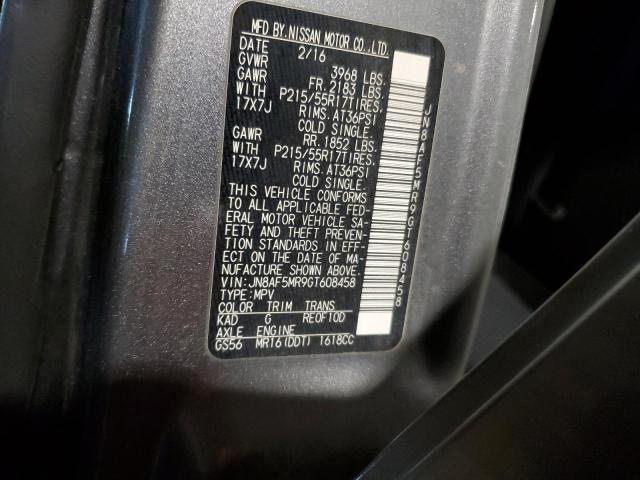 MFD BY.NISSAN MOTOR CO.,LTD.
DATE 2/16
GVWR 3968 LBS.
GAWR FR. 2183 LBS.
WITH P215/55R17TIRES.
17X7J RIMS. AT36PSI
COLD SINGLE.
GAWR RR. 1852 LBS.
WITH P215/55R17TIRES.
17X7J RIMS. AT36PSI
COLD SINGLE.
THIS VEHICLE CONFORMS
TO ALL APPLICABLE FED-
ERAL MOTOR VEHICLE SA-
FETY AND THEFT PREVEN-
TION STANDARDS IN EFF-
ECT ON THE DATE OF MA-
NUFACTURE SHOWN ABOVE.
VIN: JN8AF5MR9GT608458
TYPE: MPV
COLOR TRIM TRANS
KAD G RE0F10D
AXLE ENGINE
GS56 MR16(DDT) 1618CC
JN8AF5MR9GT608458